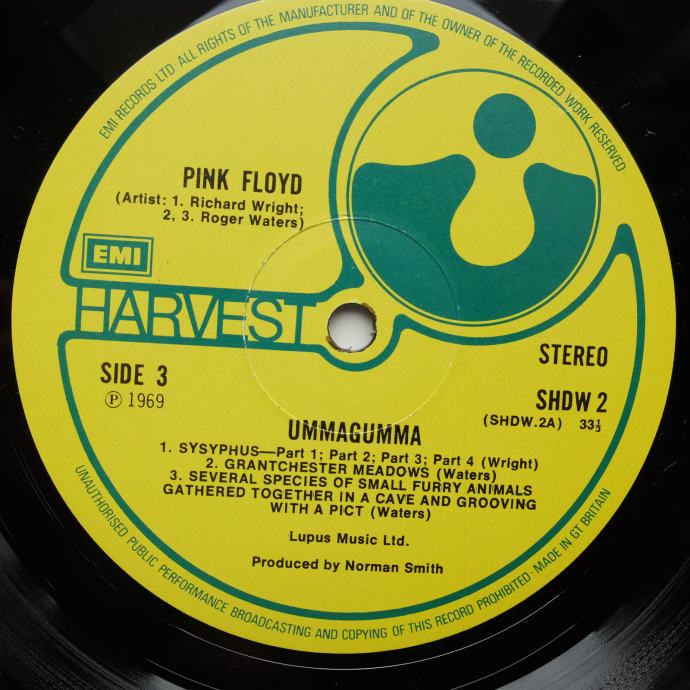 EMI RECORDS LTD · ALL RIGHTS OF THE MANUFACTURER AND OF THE OWNER OF THE RECORDED WORK RESERVED
PINK FLOYD
(Artist: 1. Richard Wright;
2, 3. Roger Waters)
EMI
HARVEST
STEREO
SIDE 3
Ⓟ 1969
SHDW 2
(SHDW.2A) 33⅓
UMMAGUMMA
1. SYSYPHUS—Part 1; Part 2; Part 3; Part 4 (Wright)
2. GRANTCHESTER MEADOWS (Waters)
3. SEVERAL SPECIES OF SMALL FURRY ANIMALS
GATHERED TOGETHER IN A CAVE AND GROOVING
WITH A PICT (Waters)
Lupus Music Ltd.
Produced by Norman Smith
UNAUTHORISED PUBLIC PERFORMANCE BROADCASTING AND COPYING OF THIS RECORD PROHIBITED · MADE IN GT BRITAIN